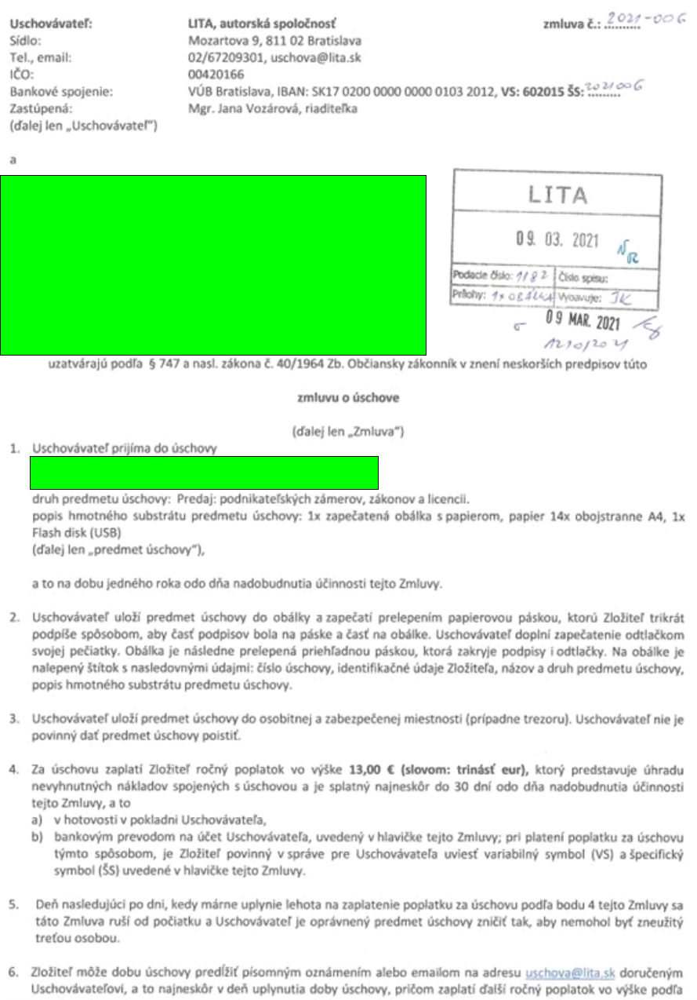 Uschovávateľ: LITA, autorská spoločnosť zmluva č.: 2021-006
Sídlo: Mozartova 9, 811 02 Bratislava
Tel., email: 02/67209301, uschova@lita.sk
IČO: 00420166
Bankové spojenie: VÚB Bratislava, IBAN: SK17 0200 0000 0000 0103 2012, VS: 602015 ŠS: 2021006
Zastúpená: Mgr. Jana Vozárová, riaditeľka
(ďalej len „Uschovávateľ")
a
LITA
09. 03. 2021
Podacie číslo: 1182 Číslo spisu:
Prílohy: 1x OBÁLKA Vybavuje: JK
09 MAR. 2021
1210/2021
uzatvárajú podľa § 747 a nasl. zákona č. 40/1964 Zb. Občiansky zákonník v znení neskorších predpisov túto
zmluvu o úschove
(ďalej len „Zmluva")
1. Uschovávateľ prijíma do úschovy
druh predmetu úschovy: Predaj: podnikateľských zámerov, zákonov a licencii.
popis hmotného substrátu predmetu úschovy: 1x zapečatená obálka s papierom, papier 14x obojstranne A4, 1x
Flash disk (USB)
(ďalej len „predmet úschovy"),
a to na dobu jedného roka odo dňa nadobudnutia účinnosti tejto Zmluvy.
2. Uschovávateľ uloží predmet úschovy do obálky a zapečatí prelepením papierovou páskou, ktorú Zložiteľ trikrát
podpíše spôsobom, aby časť podpisov bola na páske a časť na obálke. Uschovávateľ doplní zapečatenie odtlačkom
svojej pečiatky. Obálka je následne prelepená priehľadnou páskou, ktorá zakryje podpisy i odtlačky. Na obálke je
nalepený štítok s nasledovnými údajmi: číslo úschovy, identifikačné údaje Zložiteľa, názov a druh predmetu úschovy,
popis hmotného substrátu predmetu úschovy.
3. Uschovávateľ uloží predmet úschovy do osobitnej a zabezpečenej miestnosti (prípadne trezoru). Uschovávateľ nie je
povinný dať predmet úschovy poistiť.
4. Za úschovu zaplatí Zložiteľ ročný poplatok vo výške 13,00 € (slovom: trinásť eur), ktorý predstavuje úhradu
nevyhnutných nákladov spojených s úschovou a je splatný najneskôr do 30 dní odo dňa nadobudnutia účinnosti
tejto Zmluvy, a to
a) v hotovosti v pokladni Uschovávateľa,
b) bankovým prevodom na účet Uschovávateľa, uvedený v hlavičke tejto Zmluvy; pri platení poplatku za úschovu
týmto spôsobom, je Zložiteľ povinný v správe pre Uschovávateľa uviesť variabilný symbol (VS) a špecifický
symbol (ŠS) uvedené v hlavičke tejto Zmluvy.
5. Deň nasledujúci po dni, kedy márne uplynie lehota na zaplatenie poplatku za úschovu podľa bodu 4 tejto Zmluvy sa
táto Zmluva ruší od počiatku a Uschovávateľ je oprávnený predmet úschovy zničiť tak, aby nemohol byť zneužitý
treťou osobou.
6. Zložiteľ môže dobu úschovy predĺžiť písomným oznámením alebo emailom na adresu uschova@lita.sk doručeným
Uschovávateľovi, a to najneskôr v deň uplynutia doby úschovy, pričom zaplatí ďalší ročný poplatok vo výške podľa